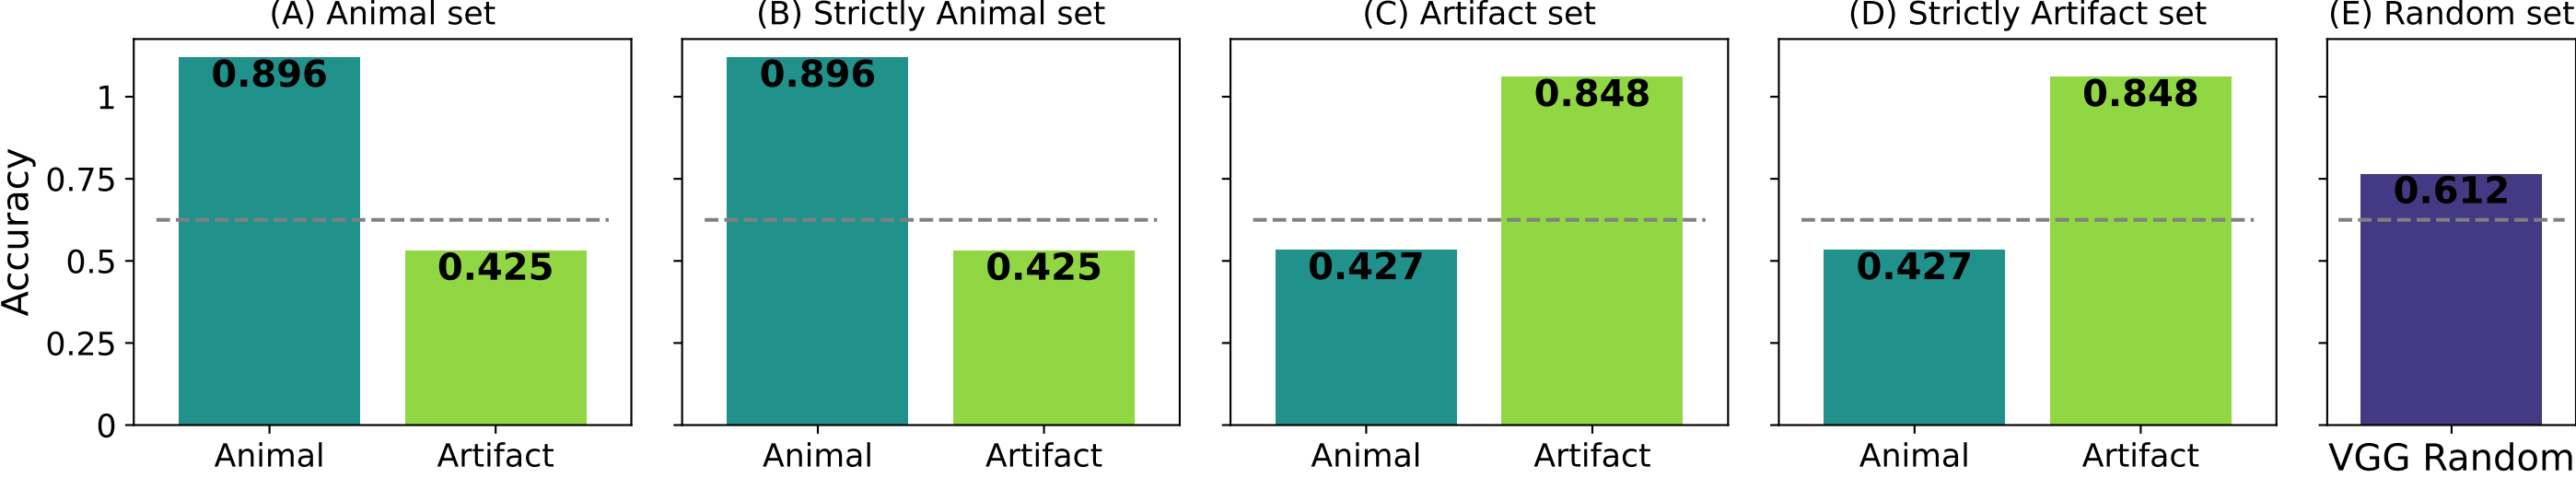 (A) Animal set
(B) Strictly Animal set
(C) Artifact set
(D) Strictly Artifact set
(E) Random set
Accuracy
1
0.75
0.5
0.25
0
0.896
0.425
Animal
Artifact
0.896
0.425
Animal
Artifact
0.427
0.848
Animal
Artifact
0.427
0.848
Animal
Artifact
0.612
VGG Random